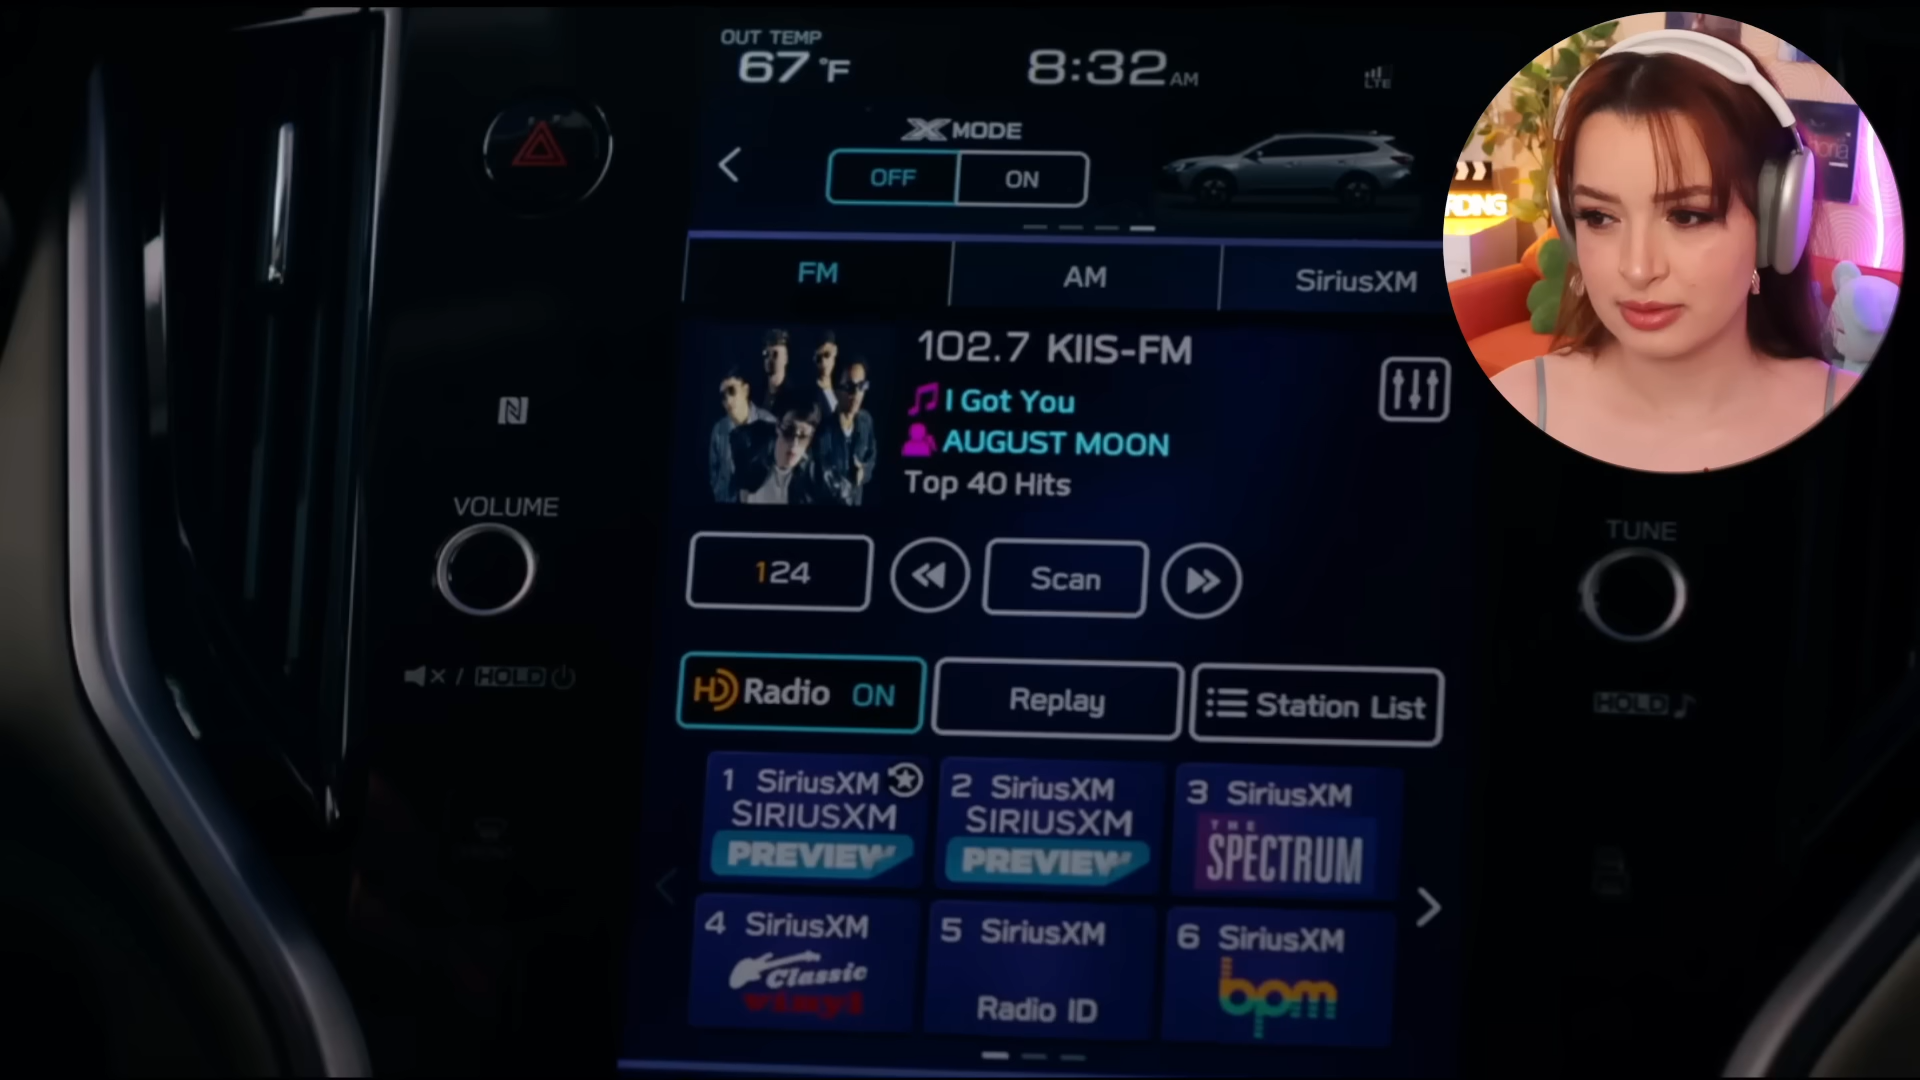 OUT TEMP
67°F
8:32 AM
LTE
X MODE
OFF
ON
FM
AM
SiriusXM
102.7 KIIS-FM
I Got You
AUGUST MOON
Top 40 Hits
124
Scan
HD Radio ON
Replay
Station List
1 SiriusXM
SIRIUSXM
PREVIEW
2 SiriusXM
SIRIUSXM
PREVIEW
3 SiriusXM
THE
SPECTRUM
4 SiriusXM
Classic
vinyl
5 SiriusXM
Radio ID
6 SiriusXM
bpm
VOLUME
/ HOLD
TUNE
HOLD